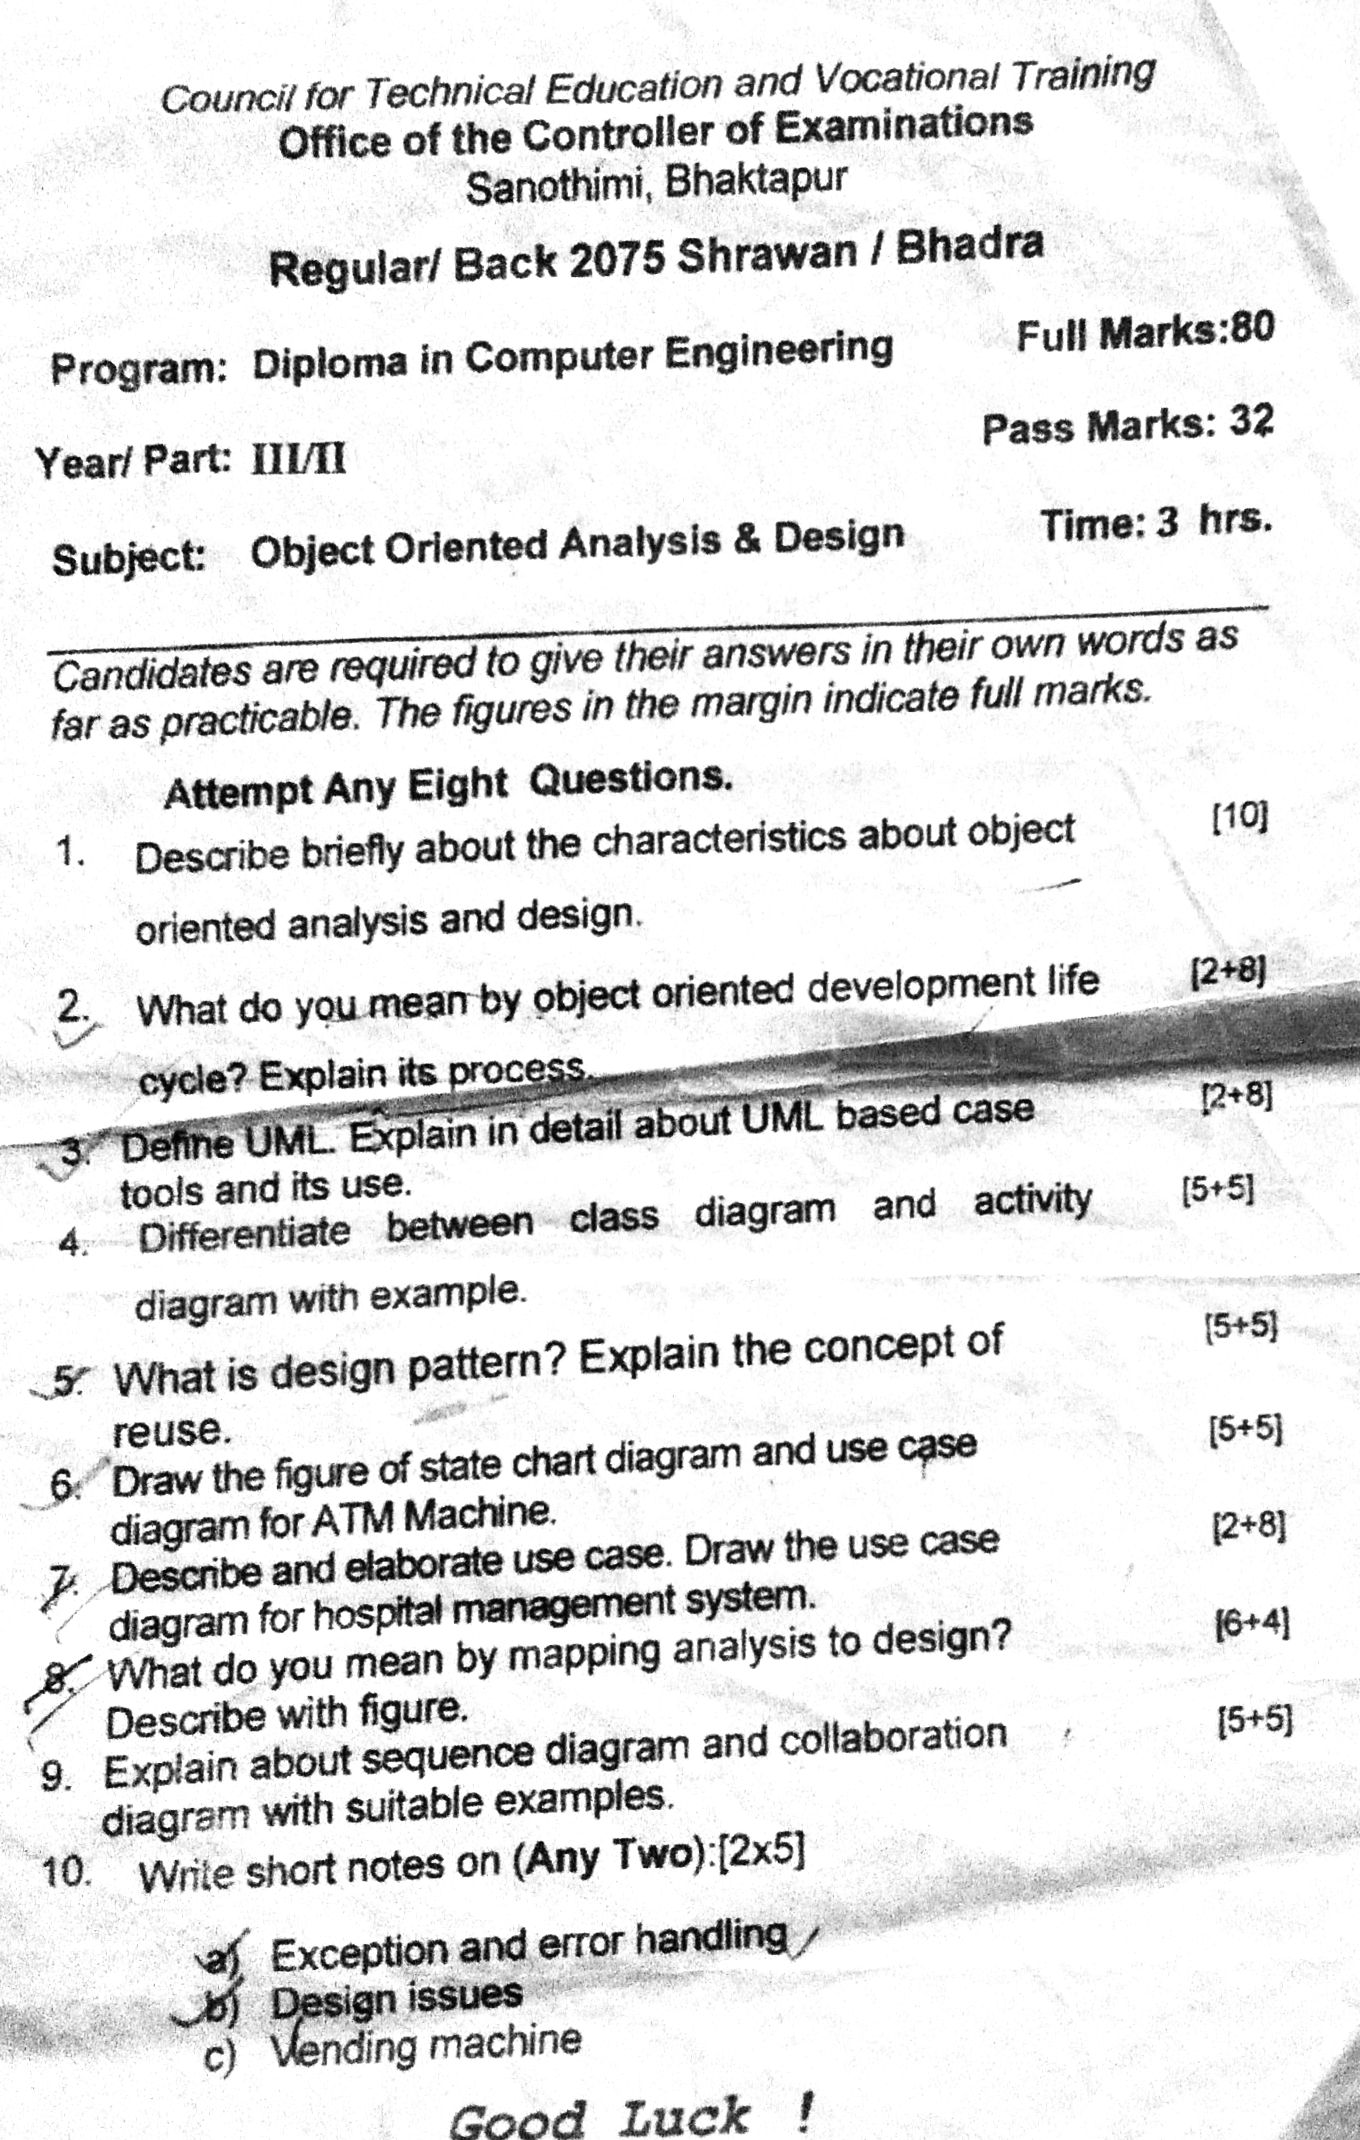 Council for Technical Education and Vocational Training
Office of the Controller of Examinations
Sanothimi, Bhaktapur
Regular/ Back 2075 Shrawan / Bhadra
Program: Diploma in Computer Engineering Full Marks:80
Year/ Part: III/II Pass Marks: 32
Subject: Object Oriented Analysis & Design Time: 3 hrs.
Candidates are required to give their answers in their own words as
far as practicable. The figures in the margin indicate full marks.
Attempt Any Eight Questions.
1. Describe briefly about the characteristics about object [10]
oriented analysis and design.
2. What do you mean by object oriented development life [2+8]
cycle? Explain its process.
3. Define UML. Explain in detail about UML based case [2+8]
tools and its use.
4. Differentiate between class diagram and activity [5+5]
diagram with example.
5. What is design pattern? Explain the concept of [5+5]
reuse.
6. Draw the figure of state chart diagram and use case [5+5]
diagram for ATM Machine.
7. Describe and elaborate use case. Draw the use case [2+8]
diagram for hospital management system.
8. What do you mean by mapping analysis to design? [6+4]
Describe with figure.
9. Explain about sequence diagram and collaboration [5+5]
diagram with suitable examples.
10. Write short notes on (Any Two):[2x5]
a) Exception and error handling
b) Design issues
c) Vending machine
Good Luck !